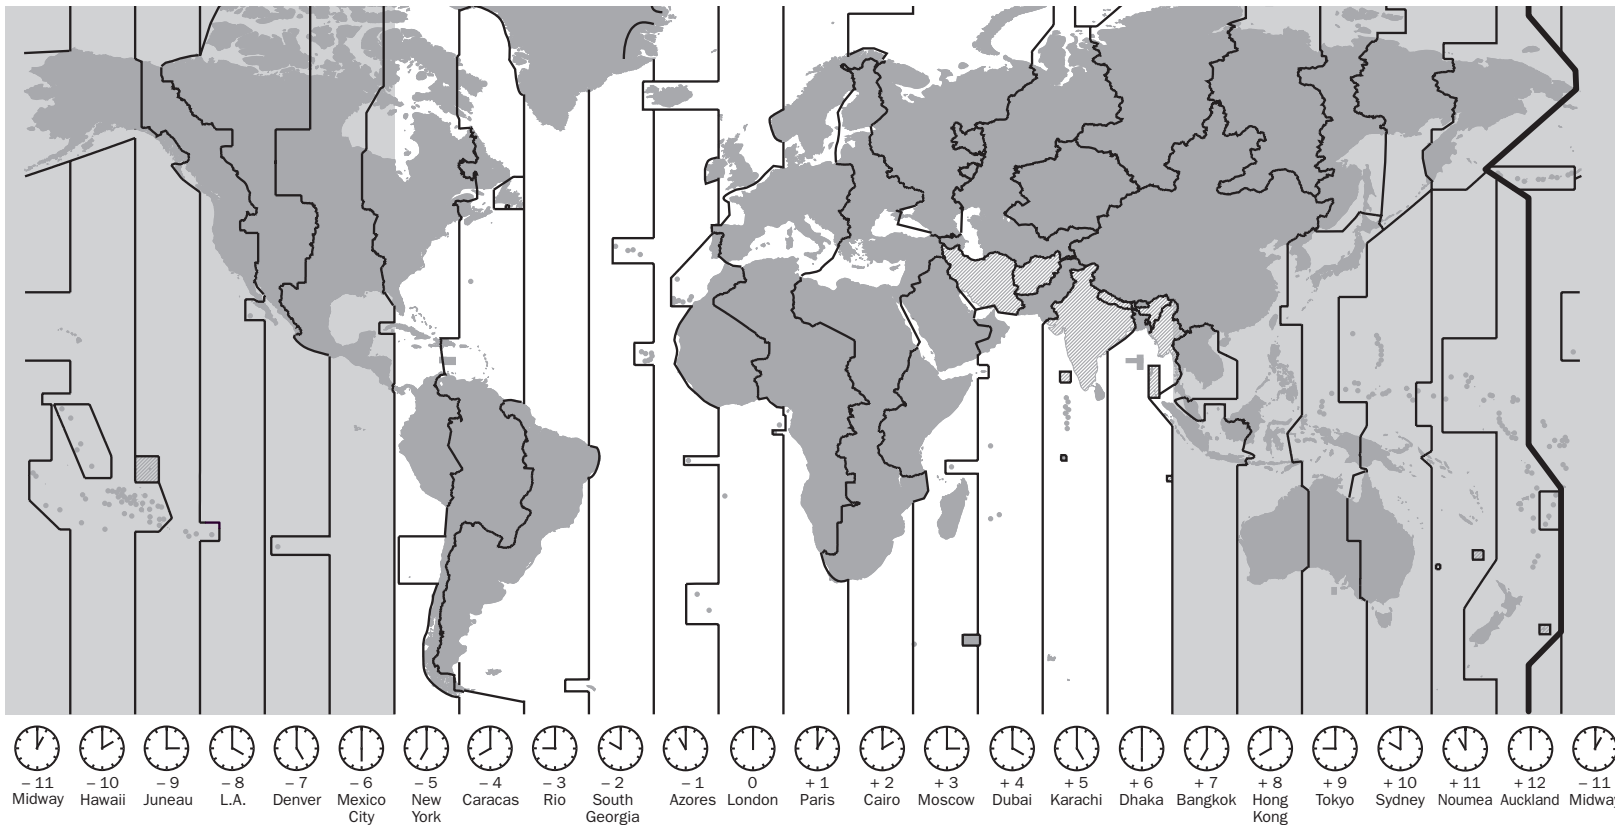 – 11 – 10 – 9 – 8 – 7 – 6 – 5 – 4 – 3 – 2 – 1 0 + 1 + 2 + 3 + 4 + 5 + 6 + 7 + 8 + 9 + 10 + 11 + 12 – 11
Midway Hawaii Juneau L.A. Denver Mexico New Caracas Rio South Azores London Paris Cairo Moscow Dubai Karachi Dhaka Bangkok Hong Tokyo Sydney Noumea Auckland
City York Georgia Kong